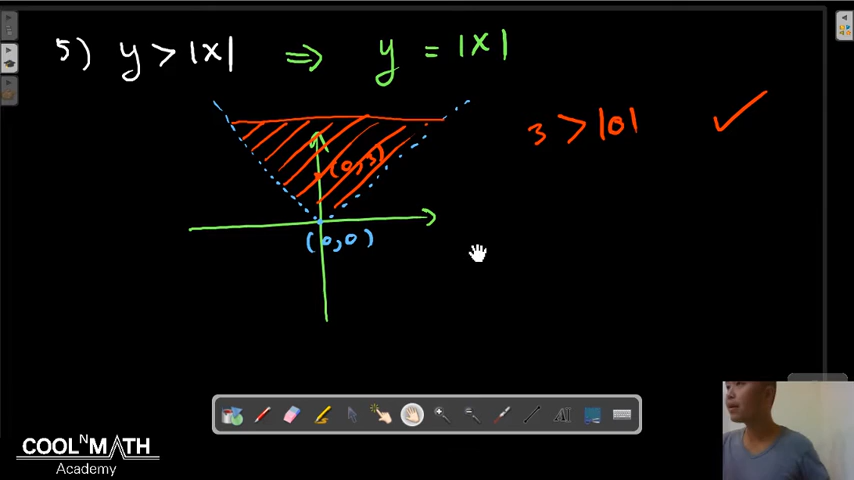 5) y > |x| ⇒ y = |x|
3 > |0| ✓
(0,3)
(0,0)
COOL N MATH
Academy